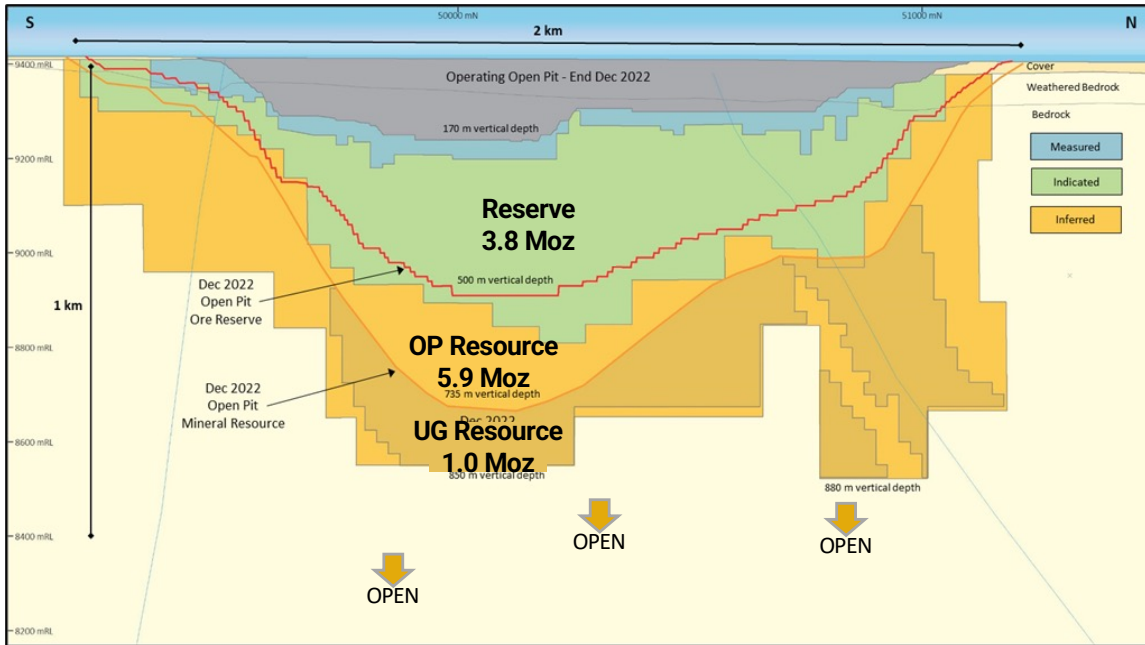 S
50000 mN
51000 mN
N
2 km
9400 mRL
Operating Open Pit - End Dec 2022
Cover
Weathered Bedrock
Bedrock
170 m vertical depth
Measured
9200 mRL
Indicated
Reserve
3.8 Moz
Inferred
9000 mRL
500 m vertical depth
Dec 2022
Open Pit
Ore Reserve
1 km
8800 mRL
OP Resource
5.9 Moz
735 m vertical depth
Dec 2022
Open Pit
Mineral Resource
Dec 2022
UG Resource
1.0 Moz
8600 mRL
850 m vertical depth
880 m vertical depth
8400 mRL
OPEN
OPEN
OPEN
8200 mRL